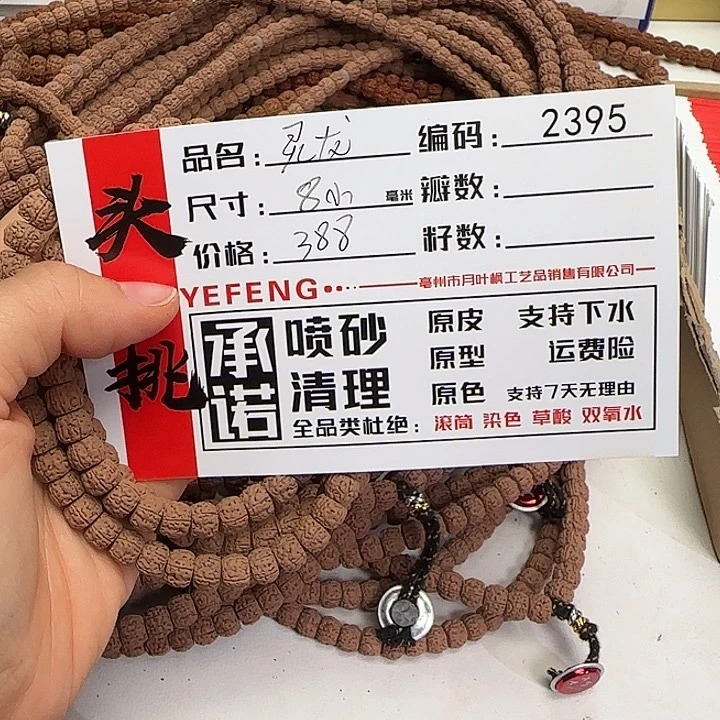 头挑
品名: 灵龙 编码: 2395
尺寸: 8小 毫米 瓣数:
价格: 388 籽数:
YEFENG 亳州市月叶枫工艺品销售有限公司
承诺
喷砂
清理
原皮 支持下水
原型 运费险
原色 支持7天无理由
全品类杜绝: 滚筒 染色 草酸 双氧水